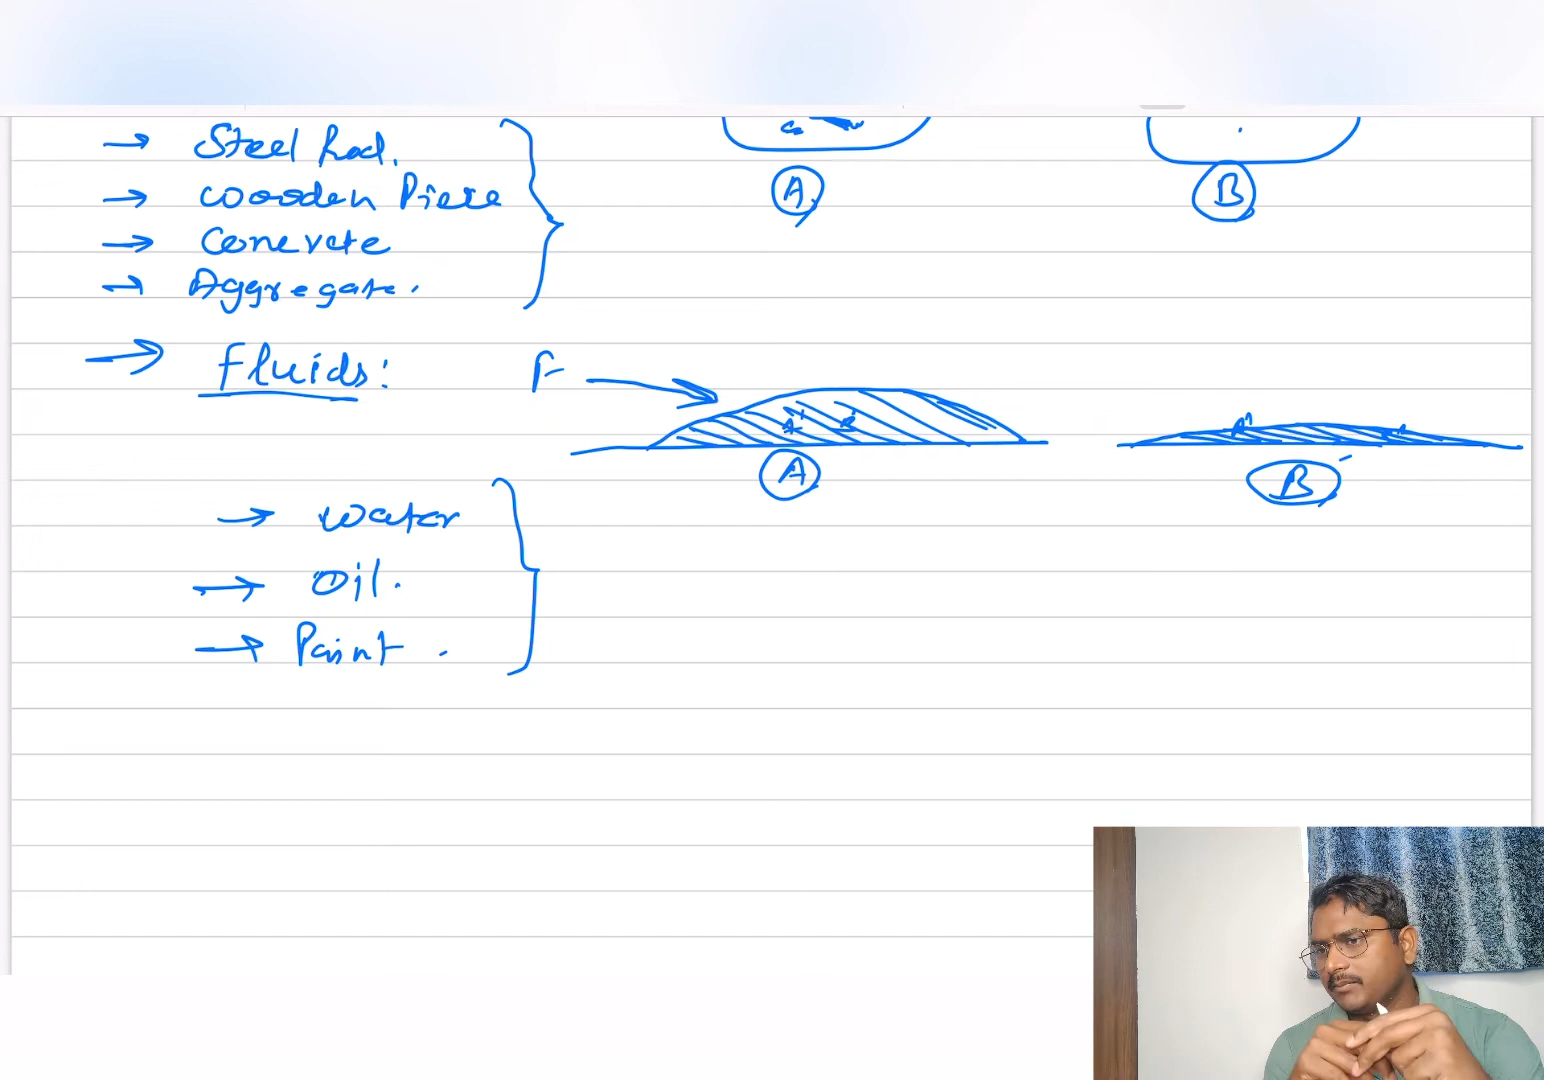 → Steel Rod.
→ wooden Piece
→ Concrete
→ Aggregate.
A
B
→ Fluids:
F
A
B
→ water
→ Oil.
→ Paint.